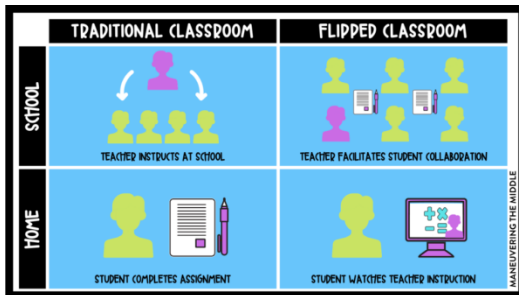 TRADITIONAL CLASSROOM
FLIPPED CLASSROOM
SCHOOL
TEACHER INSTRUCTS AT SCHOOL
TEACHER FACILITATES STUDENT COLLABORATION
HOME
STUDENT COMPLETES ASSIGNMENT
STUDENT WATCHES TEACHER INSTRUCTION
MANEUVERING THE MIDDLE